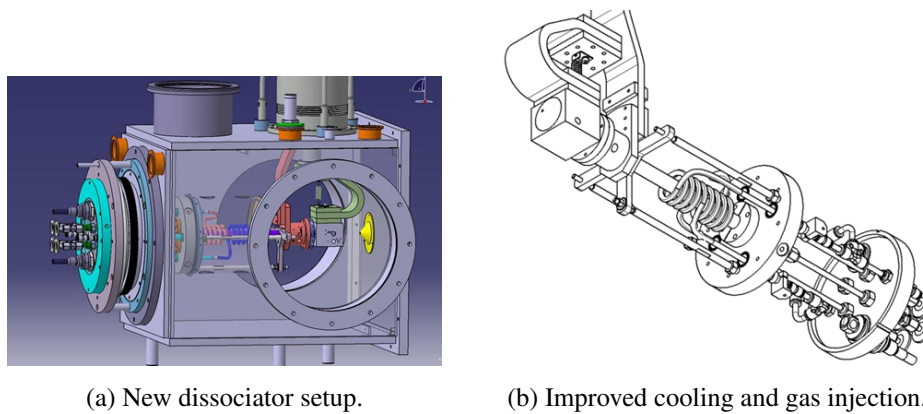 (a) New dissociator setup.
(b) Improved cooling and gas injection.